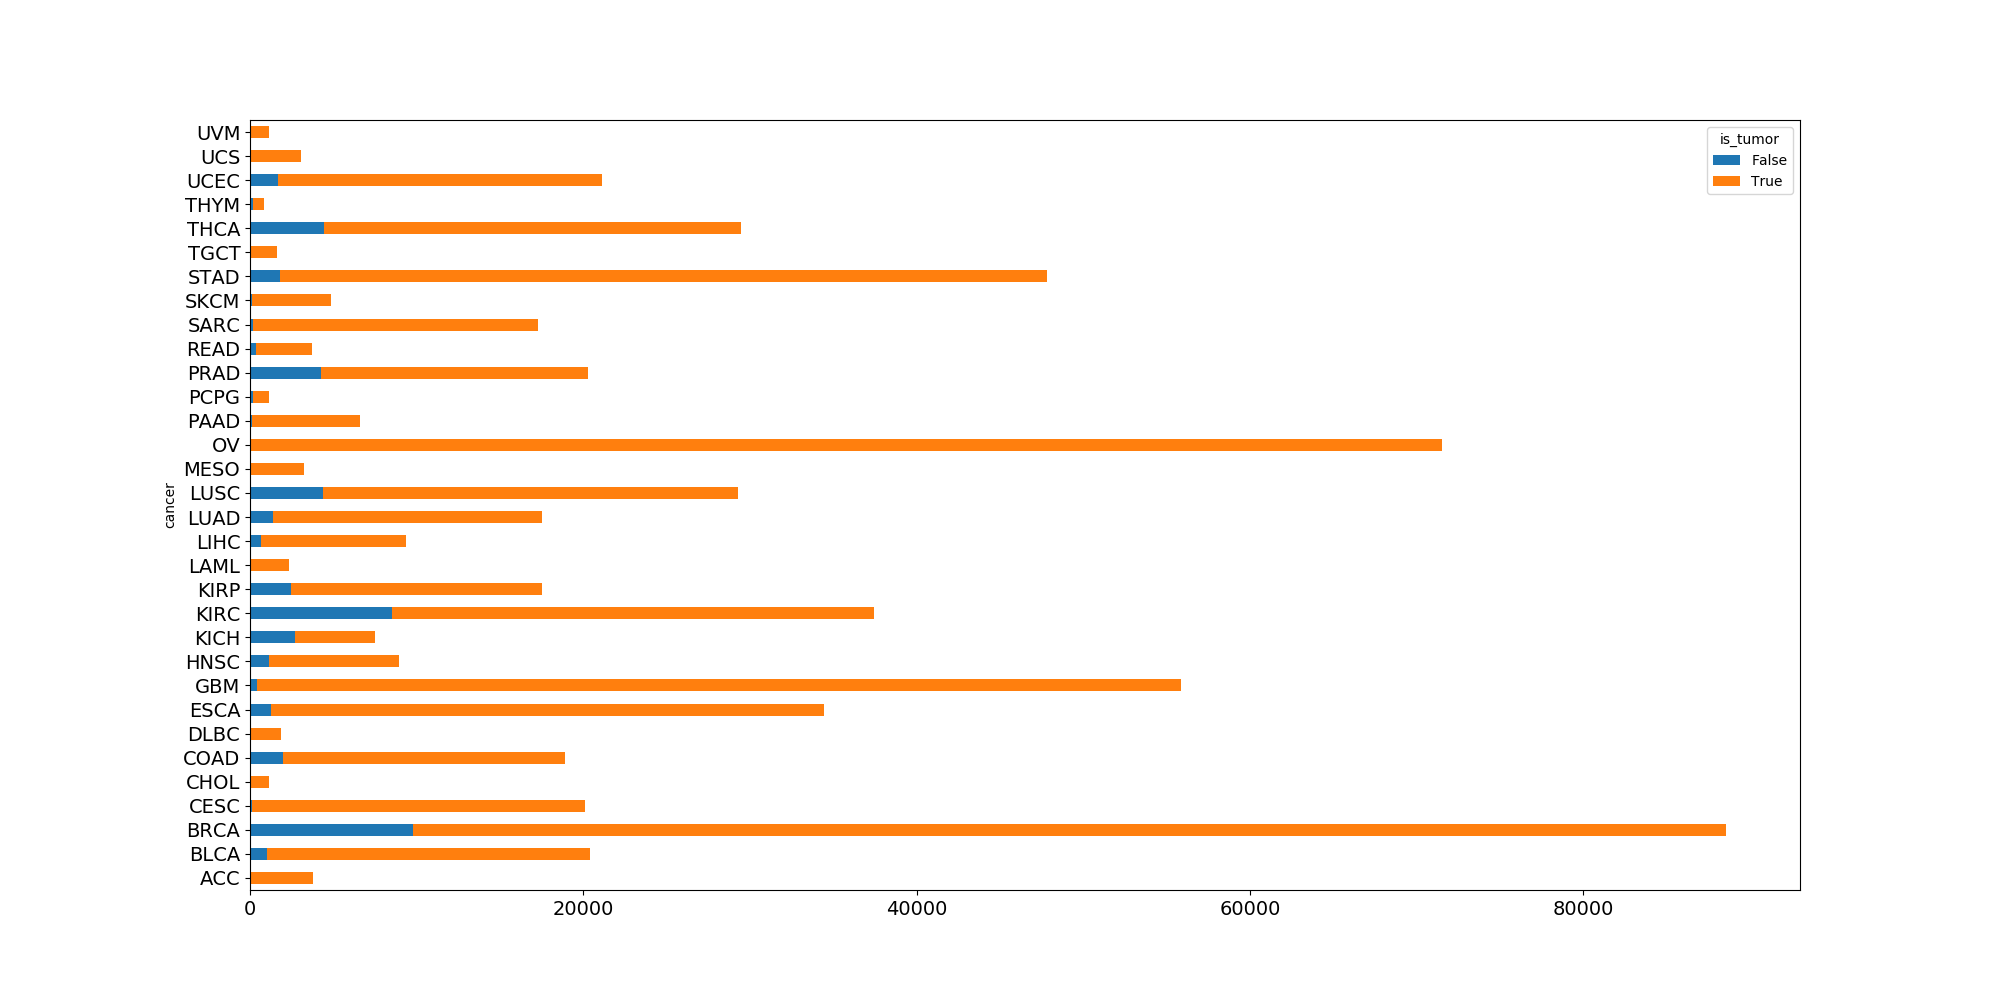 is_tumor
False
True
UVM
UCS
UCEC
THYM
THCA
TGCT
STAD
SKCM
SARC
READ
PRAD
PCPG
PAAD
OV
MESO
LUSC
LUAD
LIHC
LAML
KIRP
KIRC
KICH
HNSC
GBM
ESCA
DLBC
COAD
CHOL
CESC
BRCA
BLCA
ACC
cancer
0 20000 40000 60000 80000